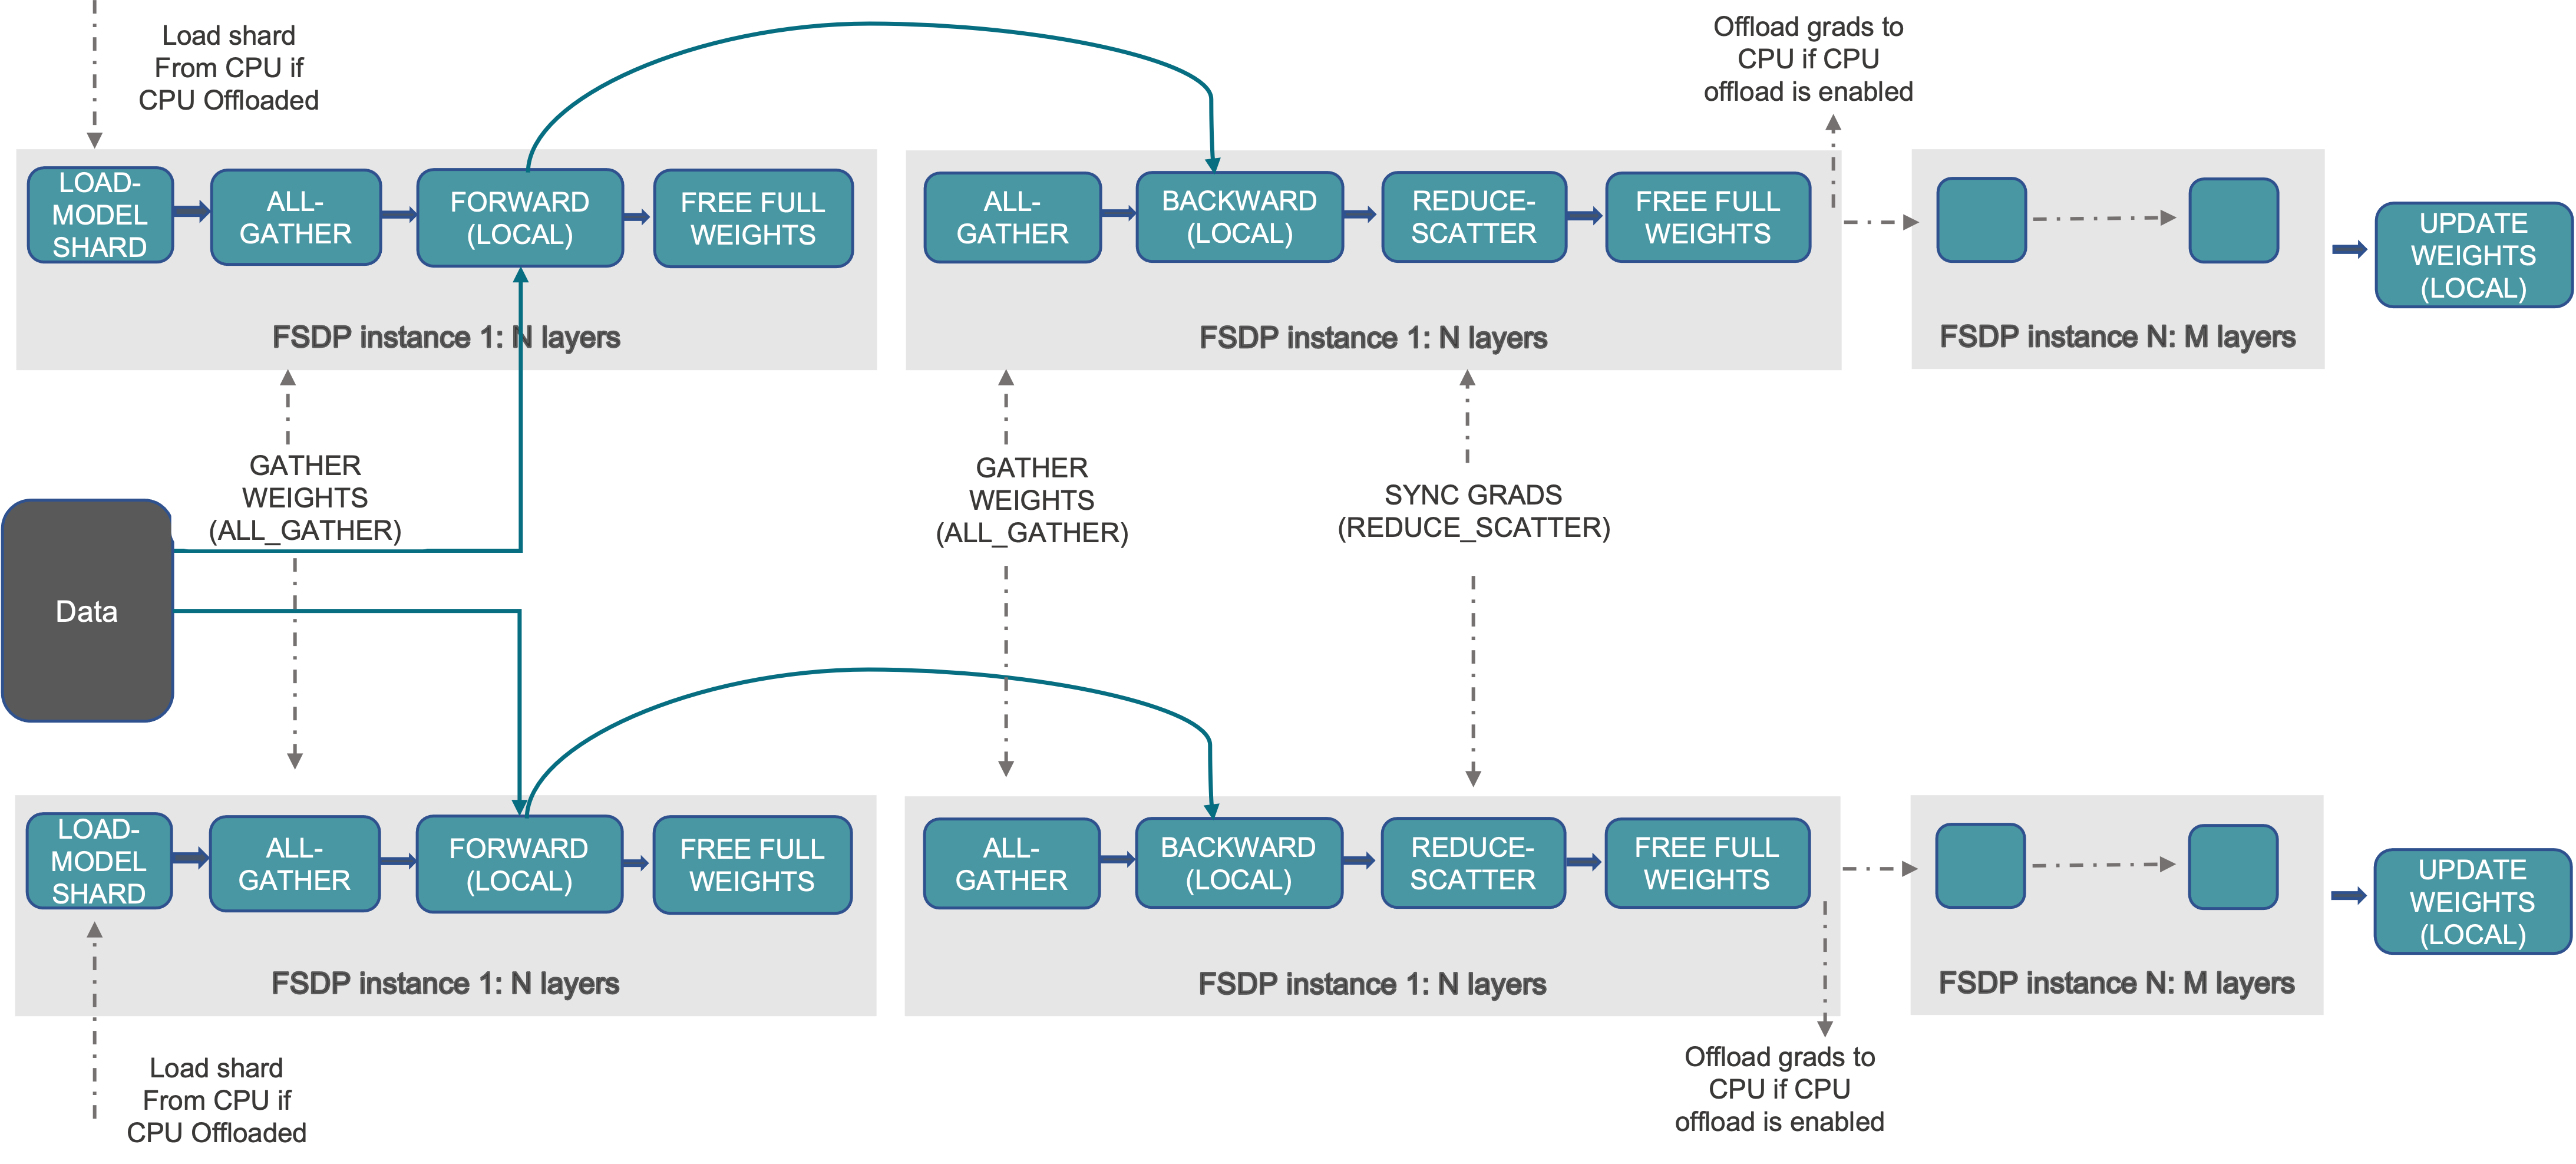 Load shard
From CPU if
CPU Offloaded
Offload grads to
CPU if CPU
offload is enabled
LOAD-
MODEL
SHARD
ALL-
GATHER
FORWARD
(LOCAL)
FREE FULL
WEIGHTS
FSDP instance 1: N layers
ALL-
GATHER
BACKWARD
(LOCAL)
REDUCE-
SCATTER
FREE FULL
WEIGHTS
FSDP instance 1: N layers
FSDP instance N: M layers
UPDATE
WEIGHTS
(LOCAL)
GATHER
WEIGHTS
(ALL_GATHER)
GATHER
WEIGHTS
(ALL_GATHER)
SYNC GRADS
(REDUCE_SCATTER)
Data
LOAD-
MODEL
SHARD
ALL-
GATHER
FORWARD
(LOCAL)
FREE FULL
WEIGHTS
FSDP instance 1: N layers
ALL-
GATHER
BACKWARD
(LOCAL)
REDUCE-
SCATTER
FREE FULL
WEIGHTS
FSDP instance 1: N layers
FSDP instance N: M layers
UPDATE
WEIGHTS
(LOCAL)
Load shard
From CPU if
CPU Offloaded
Offload grads to
CPU if CPU
offload is enabled